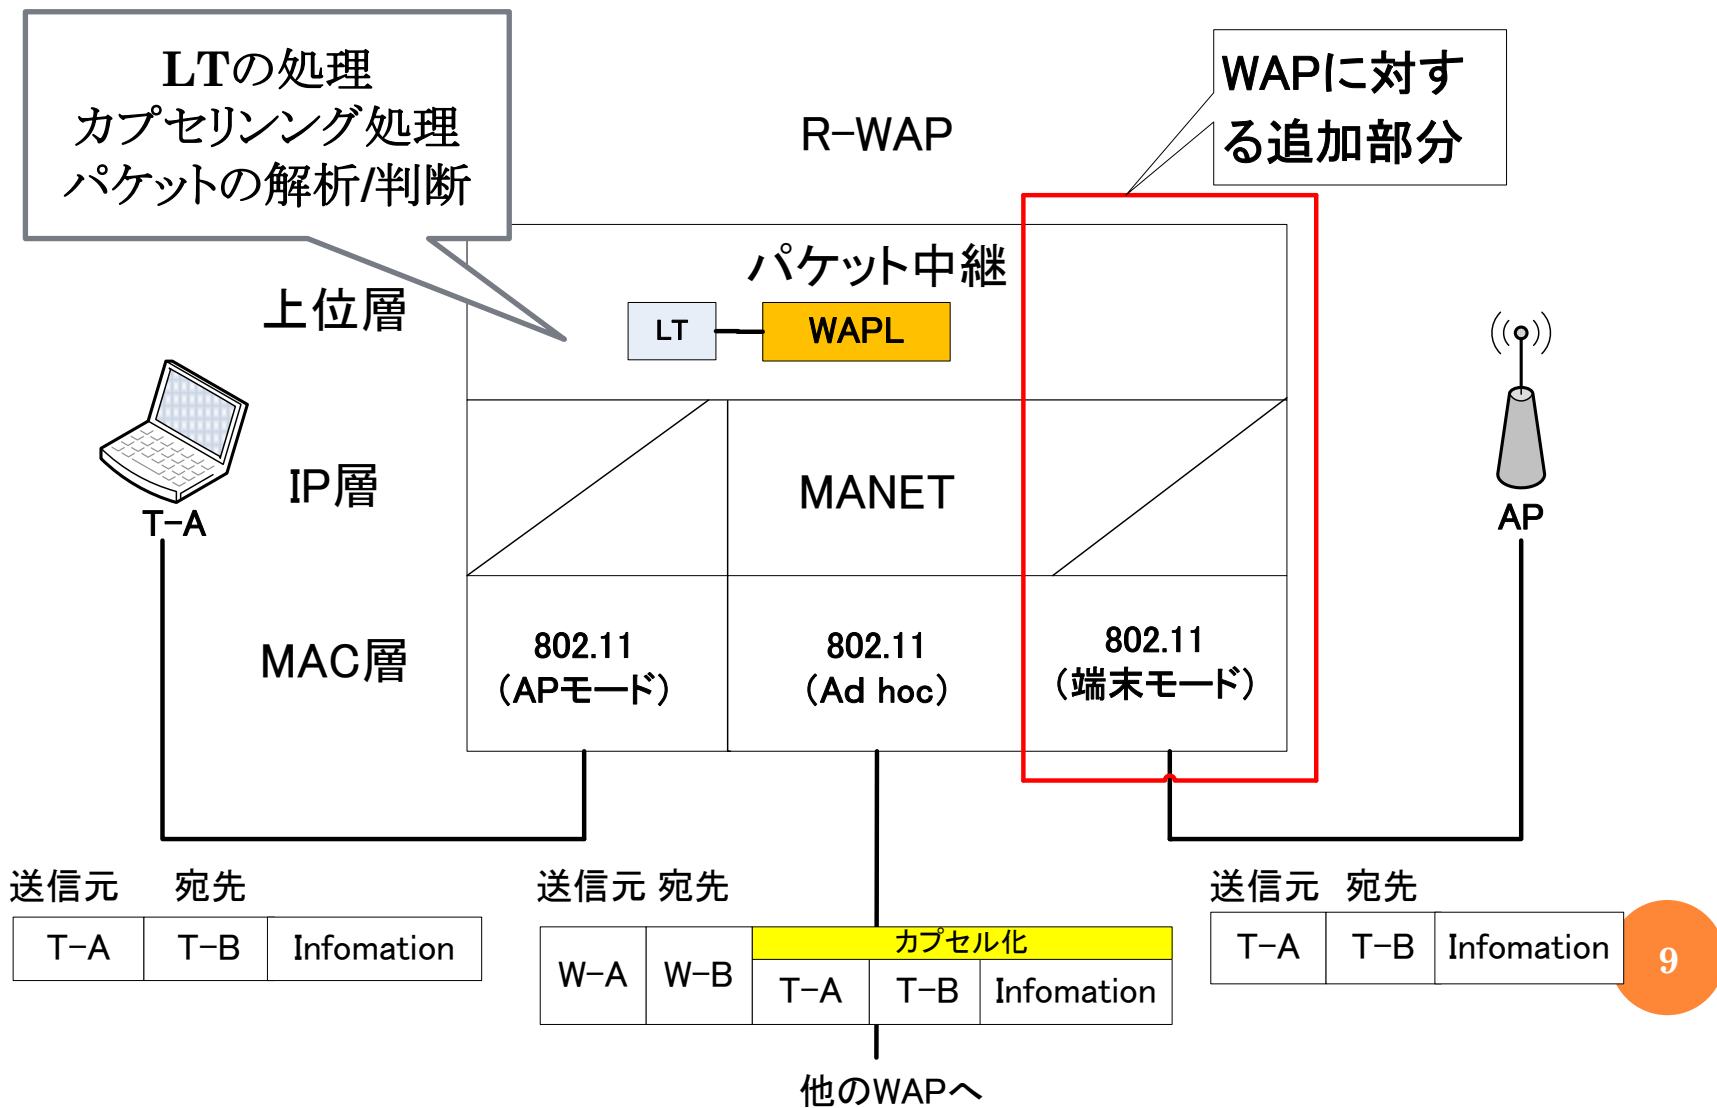 LTの処理
カプセリンング処理
パケットの解析/判断
WAPに対す
る追加部分
R-WAP
パケット中継
上位層
LT
WAPL
IP層
MANET
T-A
AP
MAC層
802.11
(APモード)
802.11
(Ad hoc)
802.11
(端末モード)
送信元 宛先
T-A T-B Infomation
送信元 宛先
カプセル化
W-A W-B T-A T-B Infomation
送信元 宛先
T-A T-B Infomation
9
他のWAPへ